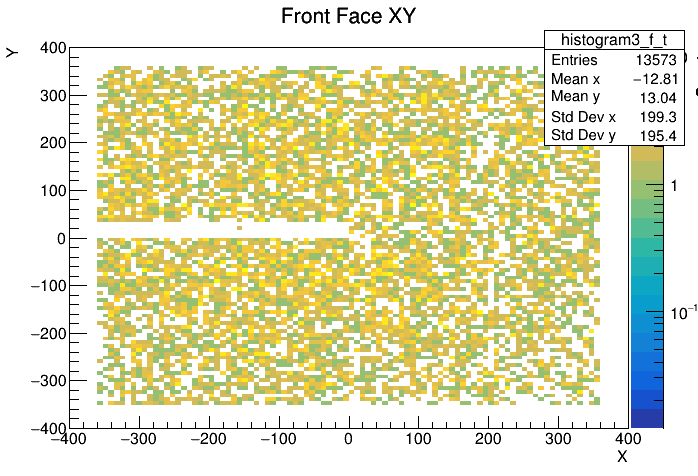 Front Face XY
histogram3_f_t
Entries 13573
Mean x −12.81
Mean y 13.04
Std Dev x 199.3
Std Dev y 195.4
Y
400
300
200
100
0
−100
−200
−300
−400
−400 −300 −200 −100 0 100 200 300 400
X
1
10⁻¹